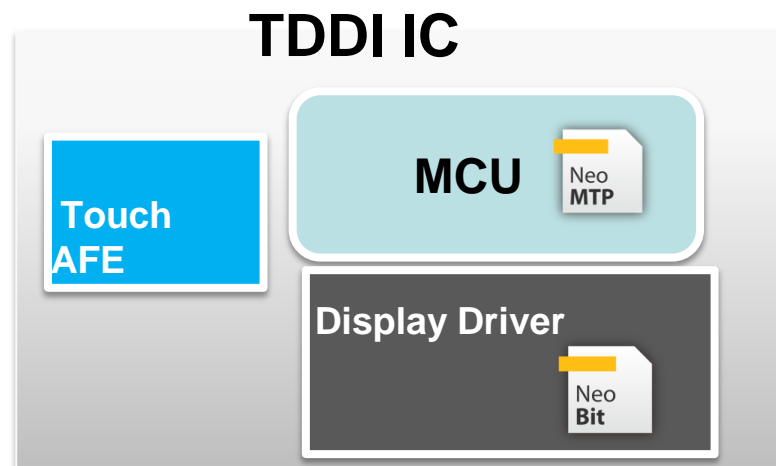 TDDI IC
MCU
Neo
MTP
Touch
AFE
Display Driver
Neo
Bit